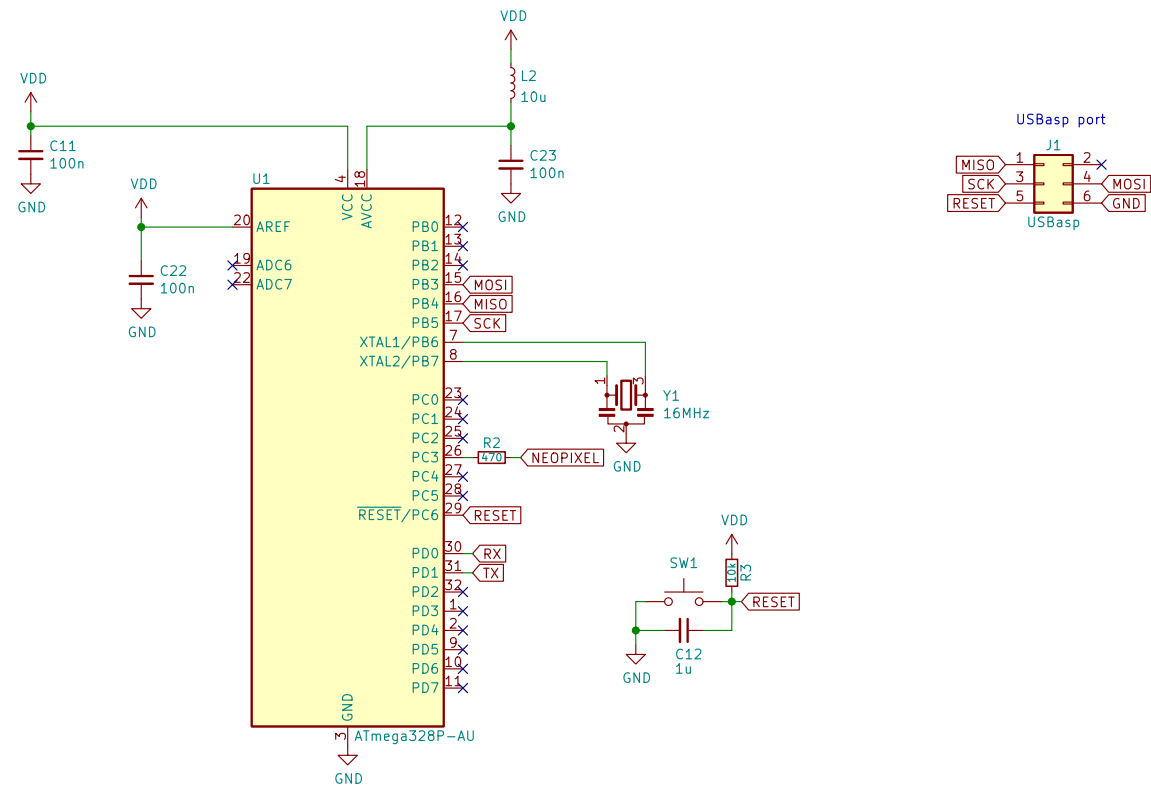 VDD
L2
10u
VDD
C11
100n
GND
C23
100n
GND
VDD
C22
100n
GND
U1
4
18
VCC
AVCC
20 AREF
19 ADC6
22 ADC7
PB0 12
PB1 13
PB2 14
PB3 15 MOSI
PB4 16 MISO
PB5 17 SCK
XTAL1/PB6 7
XTAL2/PB7 8
PC0 23
PC1 24
PC2 25
PC3 26
PC4 27
PC5 28
RESET/PC6 29 RESET
PD0 30 RX
PD1 31 TX
PD2 32
PD3 1
PD4 2
PD5 9
PD6 10
PD7 11
GND
3
ATmega328P-AU
GND
R2
470
NEOPIXEL
1
3
2
Y1
16MHz
GND
VDD
10k
R3
SW1
RESET
C12
1u
GND
USBasp port
J1
MISO 1 2
SCK 3 4 MOSI
RESET 5 6 GND
USBasp